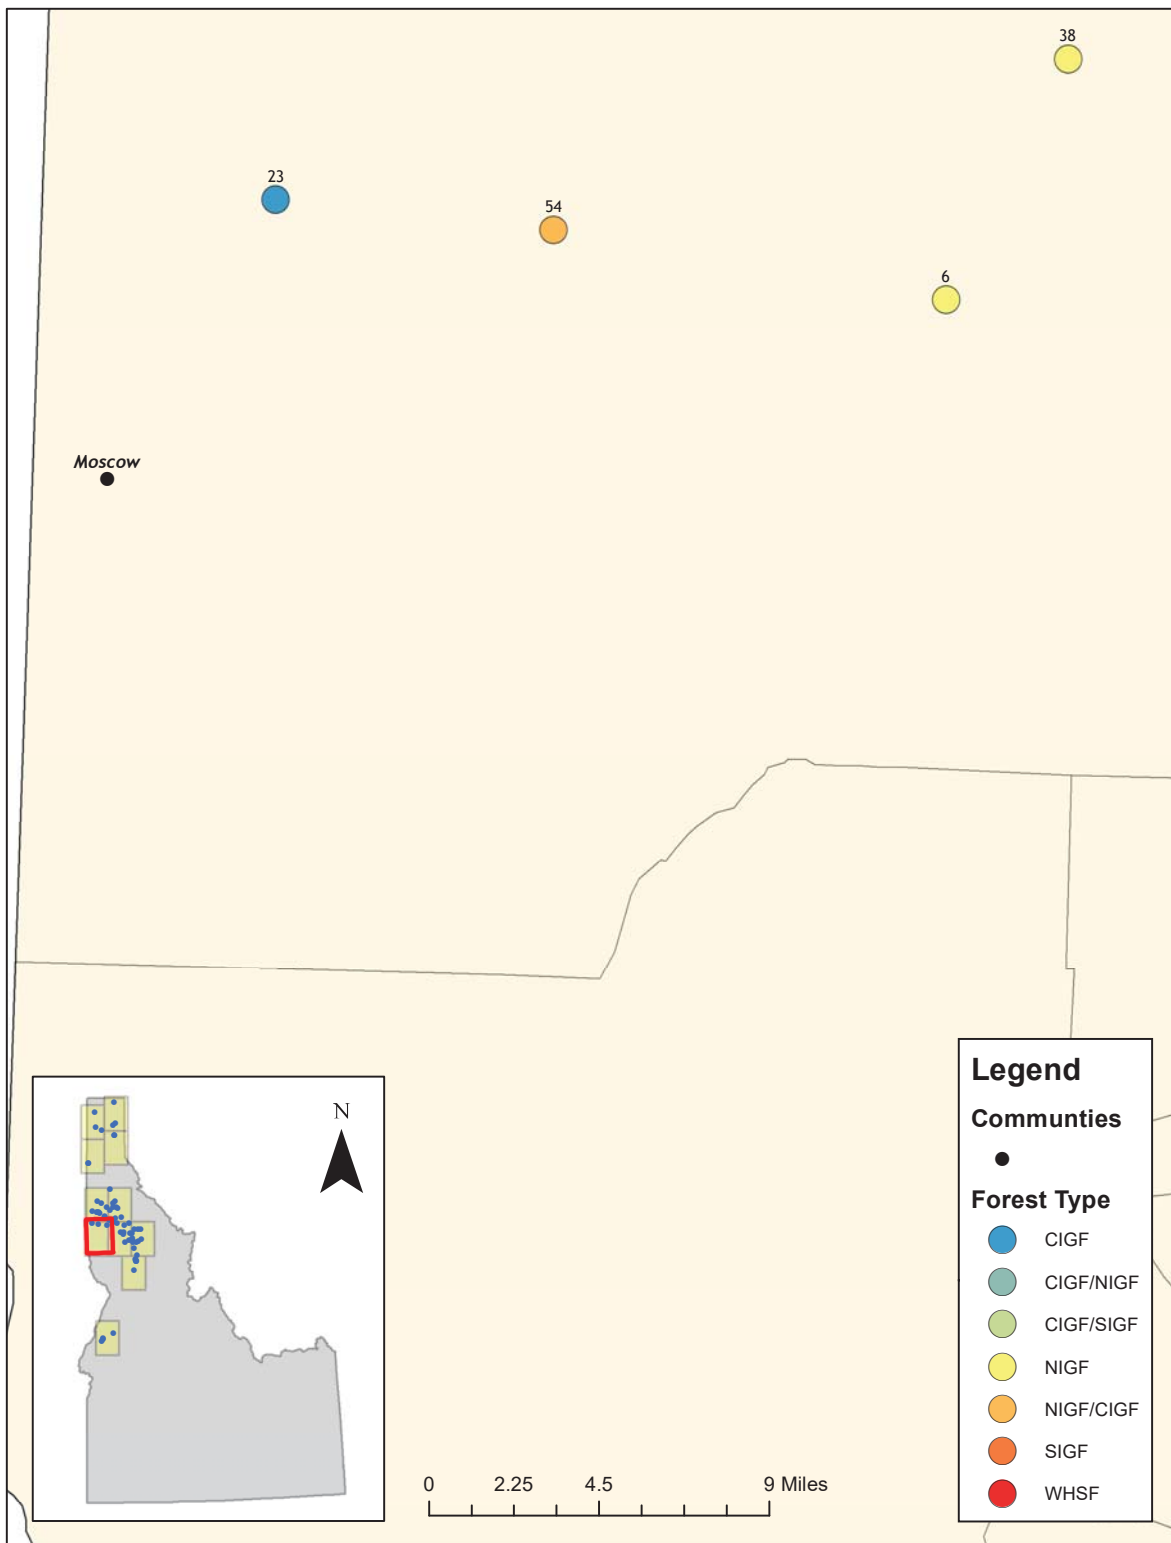 38
23
54
6
Moscow
N
Legend
Communties
Forest Type
CIGF
CIGF/NIGF
CIGF/SIGF
NIGF
NIGF/CIGF
SIGF
WHSF
0 2.25 4.5 9 Miles